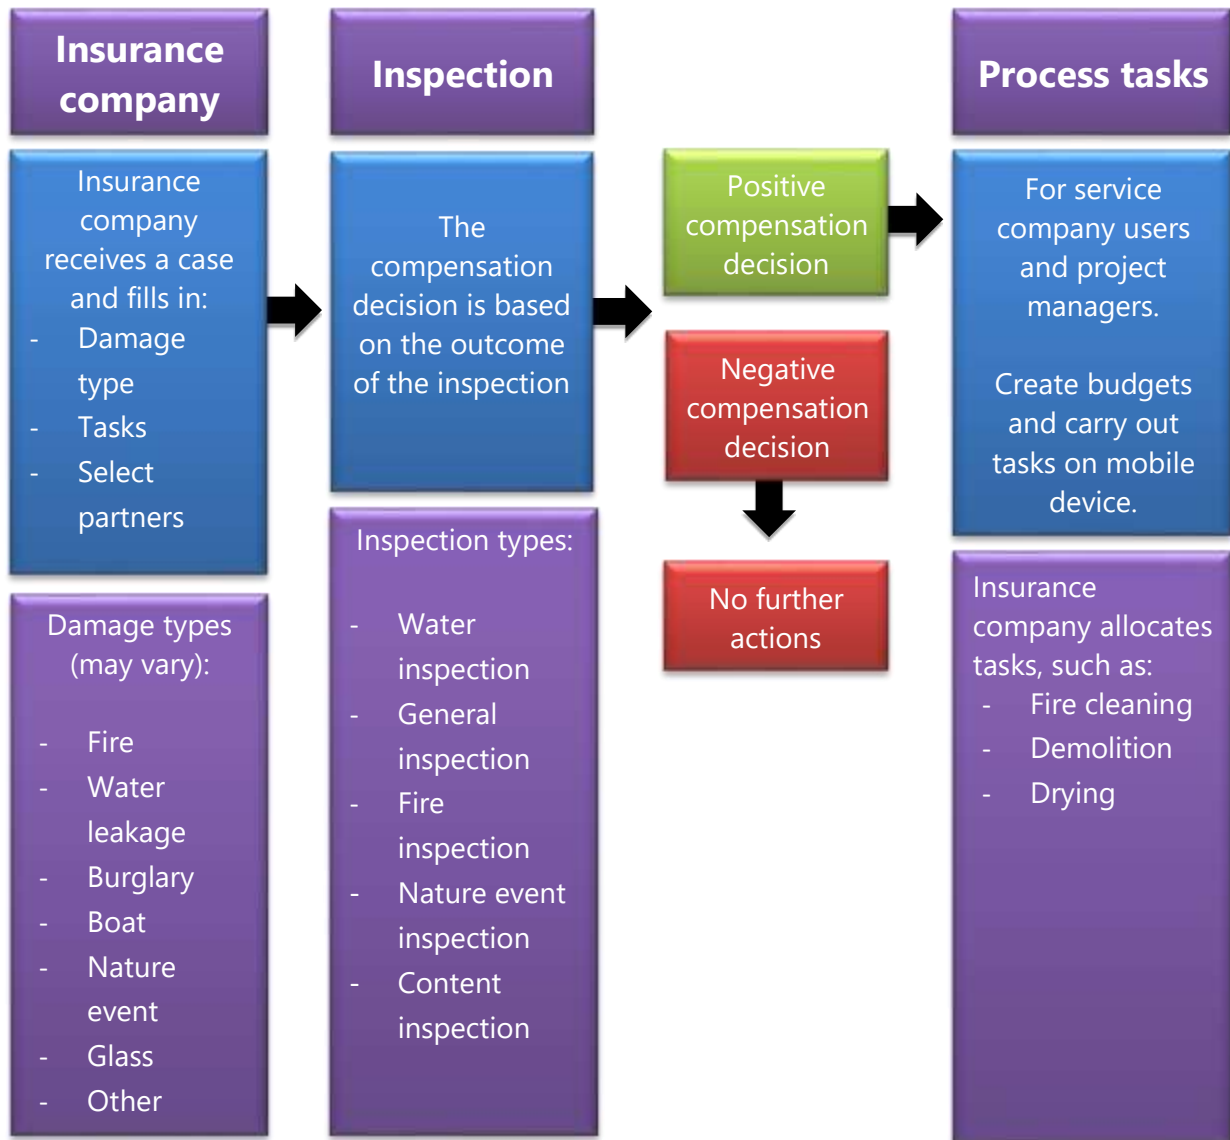 Insurance
company
Insurance
company
receives a case
and fills in:
- Damage
type
- Tasks
- Select
partners
Damage types
(may vary):
- Fire
- Water
leakage
- Burglary
- Boat
- Nature
event
- Glass
- Other
Inspection
The
compensation
decision is based
on the outcome
of the inspection
Inspection types:
- Water
inspection
- General
inspection
- Fire
inspection
- Nature event
inspection
- Content
inspection
Positive
compensation
decision
Negative
compensation
decision
No further
actions
Process tasks
For service
company users
and project
managers.
Create budgets
and carry out
tasks on mobile
device.
Insurance
company allocates
tasks, such as:
- Fire cleaning
- Demolition
- Drying